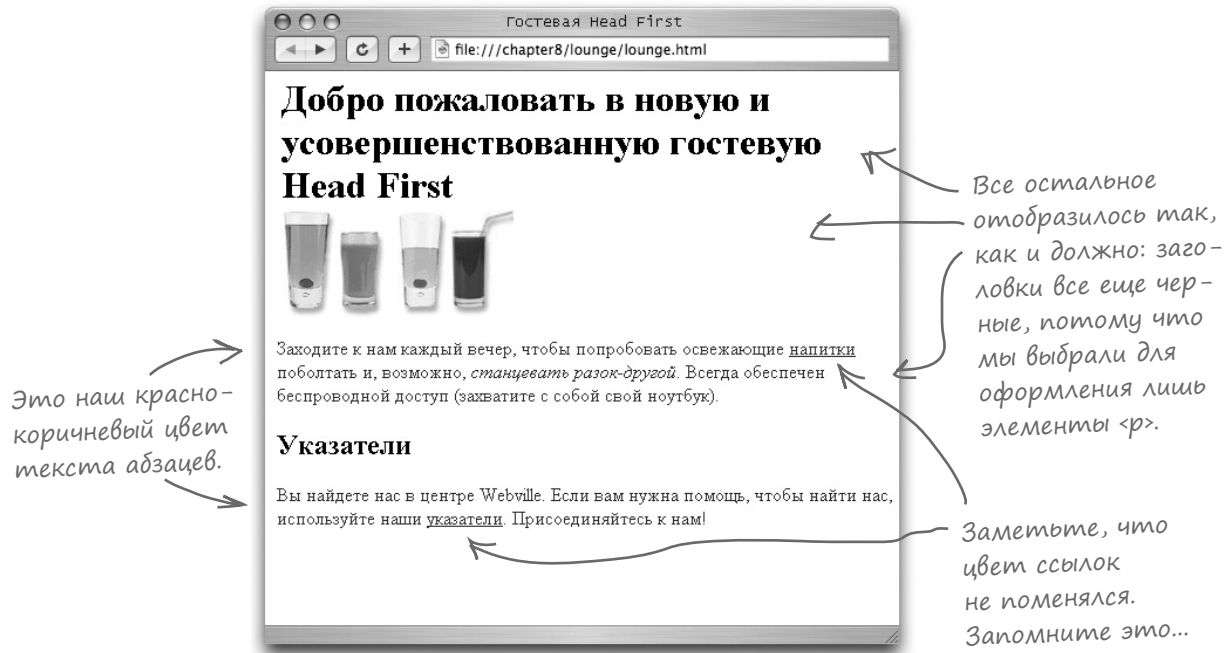 Гостевая Head First
file:///chapter8/lounge/lounge.html
Добро пожаловать в новую и
усовершенствованную гостевую
Head First
Заходите к нам каждый вечер, чтобы попробовать освежающие напитки
поболтать и, возможно, станцевать разок-другой. Всегда обеспечен
беспроводной доступ (захватите с собой свой ноутбук).
Указатели
Вы найдете нас в центре Webville. Если вам нужна помощь, чтобы найти нас,
используйте наши указатели. Присоединяйтесь к нам!
Это наш красно-
коричневый цвет
текста абзацев.
Все остальное
отобразилось так,
как и должно: заго-
ловки все еще чер-
ные, потому что
мы выбрали для
оформления лишь
элементы <p>.
Заметьте, что
цвет ссылок
не поменялся.
Запомните это...